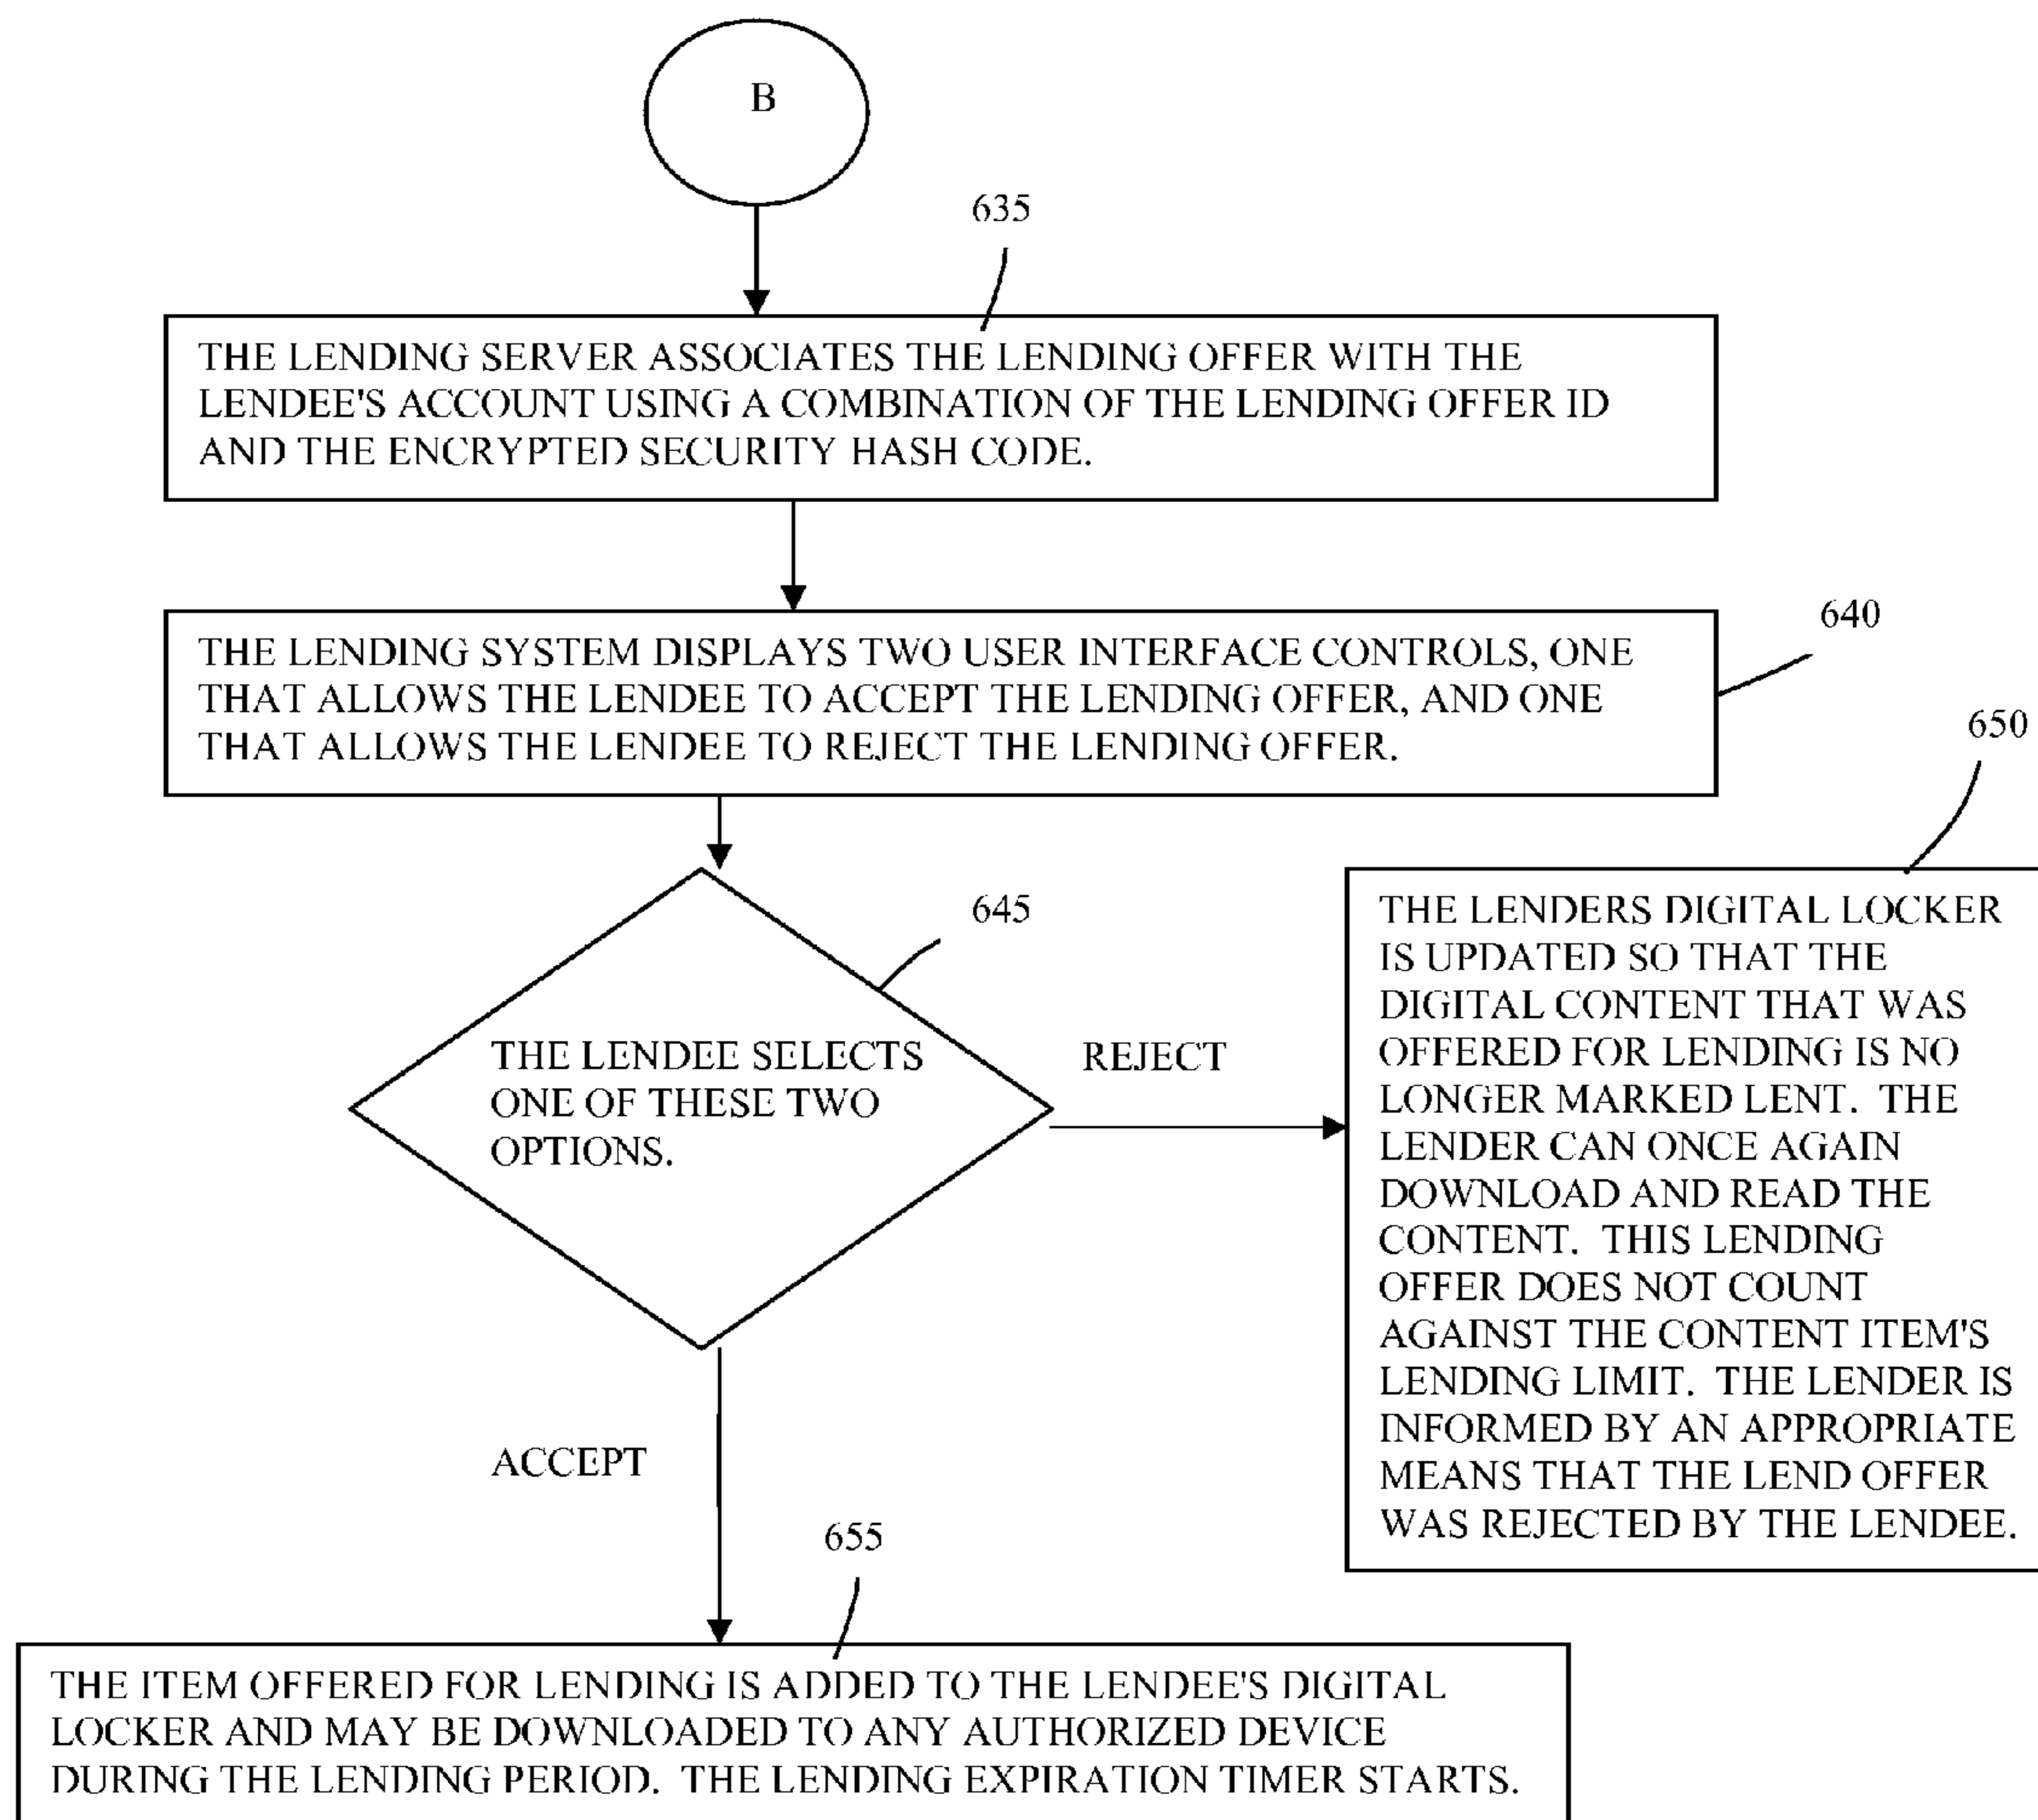 B
635
THE LENDING SERVER ASSOCIATES THE LENDING OFFER WITH THE
LENDEE'S ACCOUNT USING A COMBINATION OF THE LENDING OFFER ID
AND THE ENCRYPTED SECURITY HASH CODE.
640
THE LENDING SYSTEM DISPLAYS TWO USER INTERFACE CONTROLS, ONE
THAT ALLOWS THE LENDEE TO ACCEPT THE LENDING OFFER, AND ONE
THAT ALLOWS THE LENDEE TO REJECT THE LENDING OFFER.
645
THE LENDEE SELECTS
ONE OF THESE TWO
OPTIONS.
REJECT
650
THE LENDERS DIGITAL LOCKER
IS UPDATED SO THAT THE
DIGITAL CONTENT THAT WAS
OFFERED FOR LENDING IS NO
LONGER MARKED LENT. THE
LENDER CAN ONCE AGAIN
DOWNLOAD AND READ THE
CONTENT. THIS LENDING
OFFER DOES NOT COUNT
AGAINST THE CONTENT ITEM'S
LENDING LIMIT. THE LENDER IS
INFORMED BY AN APPROPRIATE
MEANS THAT THE LEND OFFER
WAS REJECTED BY THE LENDEE.
ACCEPT
655
THE ITEM OFFERED FOR LENDING IS ADDED TO THE LENDEE'S DIGITAL
LOCKER AND MAY BE DOWNLOADED TO ANY AUTHORIZED DEVICE
DURING THE LENDING PERIOD. THE LENDING EXPIRATION TIMER STARTS.